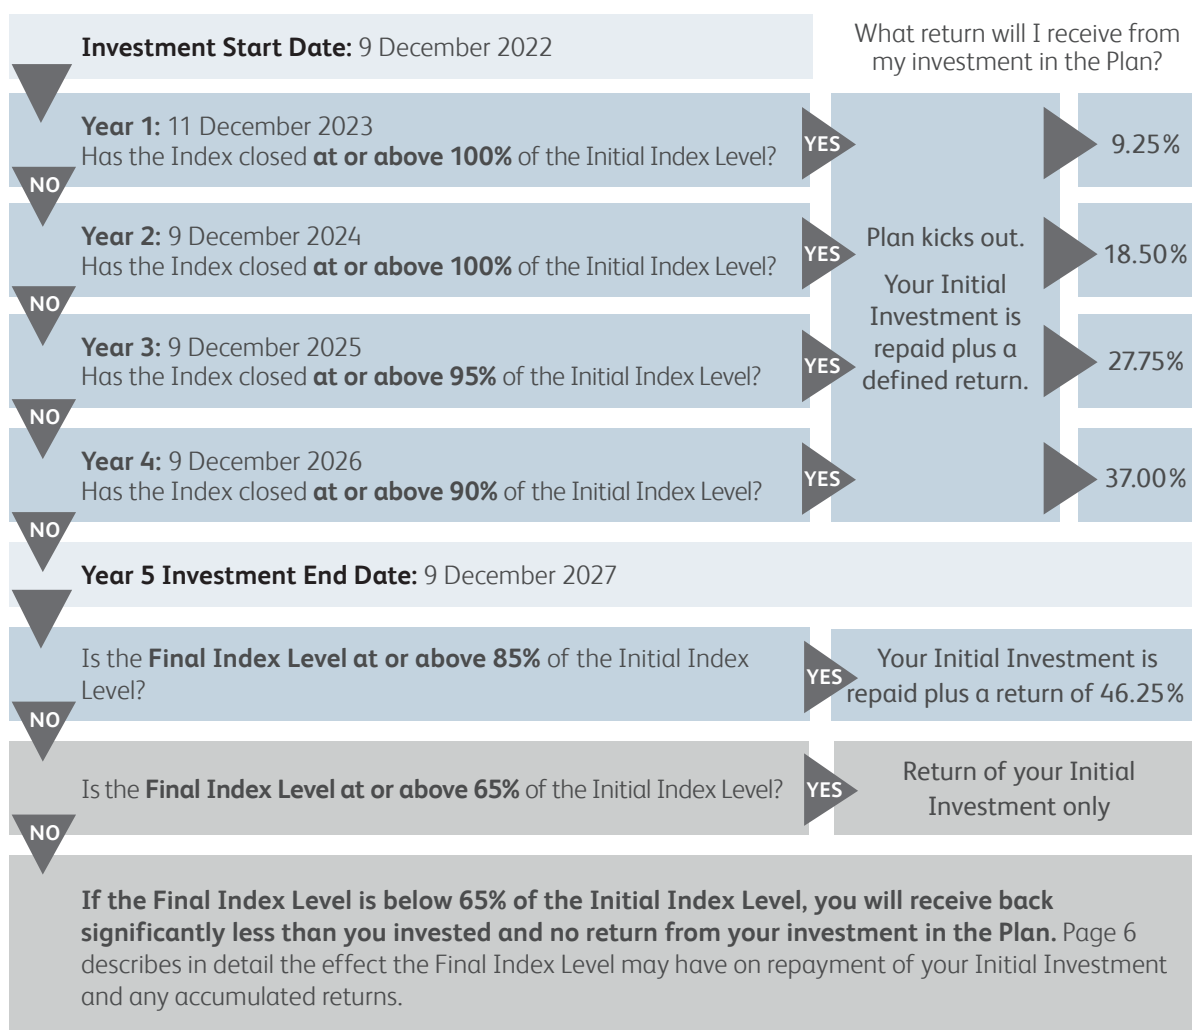 Investment Start Date: 9 December 2022
What return will I receive from
my investment in the Plan?
Year 1: 11 December 2023
Has the Index closed at or above 100% of the Initial Index Level?
YES
9.25%
NO
Year 2: 9 December 2024
Has the Index closed at or above 100% of the Initial Index Level?
YES
18.50%
NO
Year 3: 9 December 2025
Has the Index closed at or above 95% of the Initial Index Level?
YES
27.75%
NO
Year 4: 9 December 2026
Has the Index closed at or above 90% of the Initial Index Level?
YES
37.00%
NO
Plan kicks out.
Your Initial
Investment is
repaid plus a
defined return.
Year 5 Investment End Date: 9 December 2027
Is the Final Index Level at or above 85% of the Initial Index
Level?
YES
Your Initial Investment is
repaid plus a return of 46.25%
NO
Is the Final Index Level at or above 65% of the Initial Index Level?
YES
Return of your Initial
Investment only
NO
If the Final Index Level is below 65% of the Initial Index Level, you will receive back
significantly less than you invested and no return from your investment in the Plan. Page 6
describes in detail the effect the Final Index Level may have on repayment of your Initial Investment
and any accumulated returns.